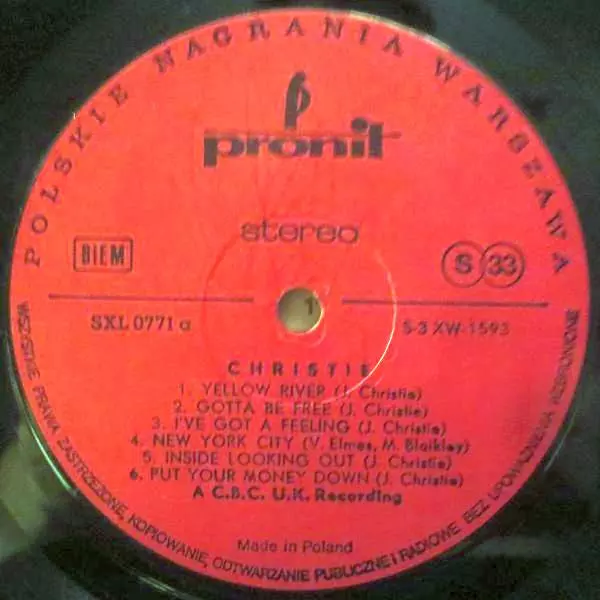 POLSKIE NAGRANIA WARSZAWA
pronit
stereo
BIEM
S 33
1
SXL 0771 a
S-3 XW-1593
CHRISTIE
1. YELLOW RIVER (J. Christie)
2. GOTTA BE FREE (J. Christie)
3. I'VE GOT A FEELING (J. Christie)
4. NEW YORK CITY (V. Elmes, M. Blaikley)
5. INSIDE LOOKING OUT (J. Christie)
6. PUT YOUR MONEY DOWN (J. Christie)
A C.B.C. U.K. Recording
Made in Poland
WSZYSTKIE PRAWA ZASTRZEŻONE, KOPIOWANIE, ODTWARZANIE PUBLICZNE I RADIOWE BEZ UPOWAŻNIENIA WZBRONIONE